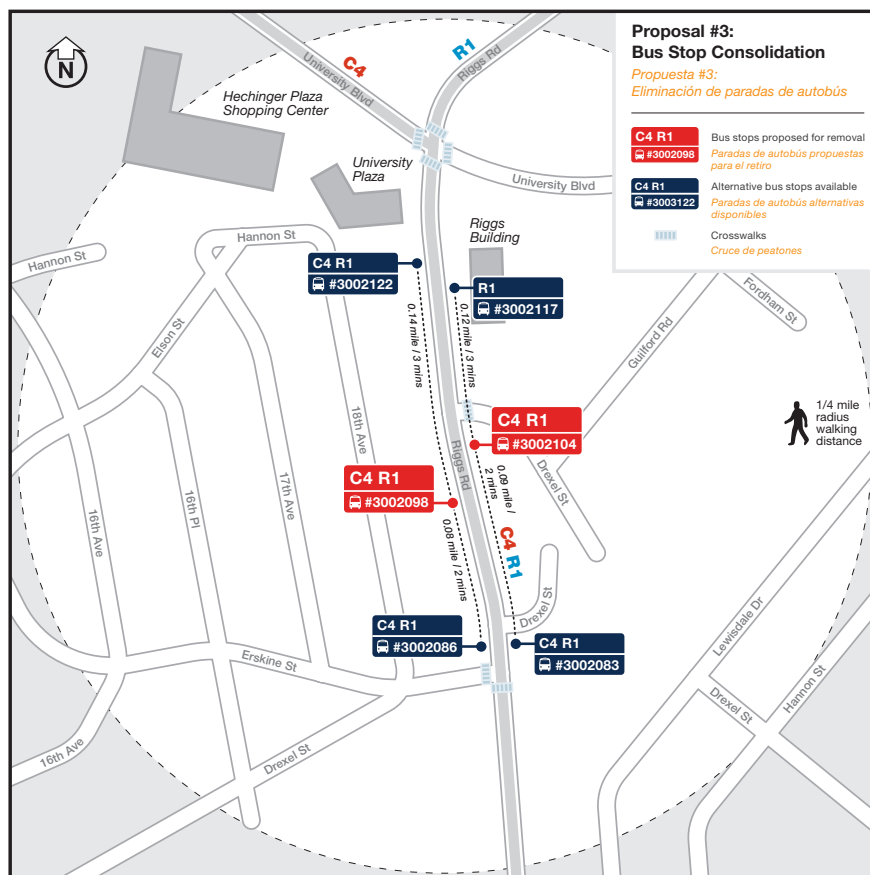 Proposal #3:
Bus Stop Consolidation
Propuesta #3:
Eliminación de paradas de autobús
C4 R1
#3002098
Bus stops proposed for removal
Paradas de autobús propuestas
para el retiro
C4 R1
#3003122
Alternative bus stops available
Paradas de autobús alternativas
disponibles
Crosswalks
Cruce de peatones
N
C4
University Blvd
R1
Riggs Rd
Hechinger Plaza
Shopping Center
University
Plaza
University Blvd
Riggs
Building
Hannon St
Hannon St
C4 R1
#3002122
R1
#3002117
Fordham St
Elson St
0.14 mile / 3 mins
0.12 mile / 3 mins
Guilford Rd
1/4 mile
radius
walking
distance
18th Ave
C4 R1
#3002104
Riggs Rd
Drexel St
C4 R1
#3002098
0.09 mile /
2 mins
17th Ave
16th Pl
16th Ave
0.08 mile / 2 mins
C4 R1
Drexel St
Lewisdale Dr
C4 R1
#3002086
C4 R1
#3002083
Erskine St
Hannon St
Drexel St
16th Ave
Drexel St